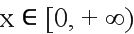 x ∈ [0, + ∞)